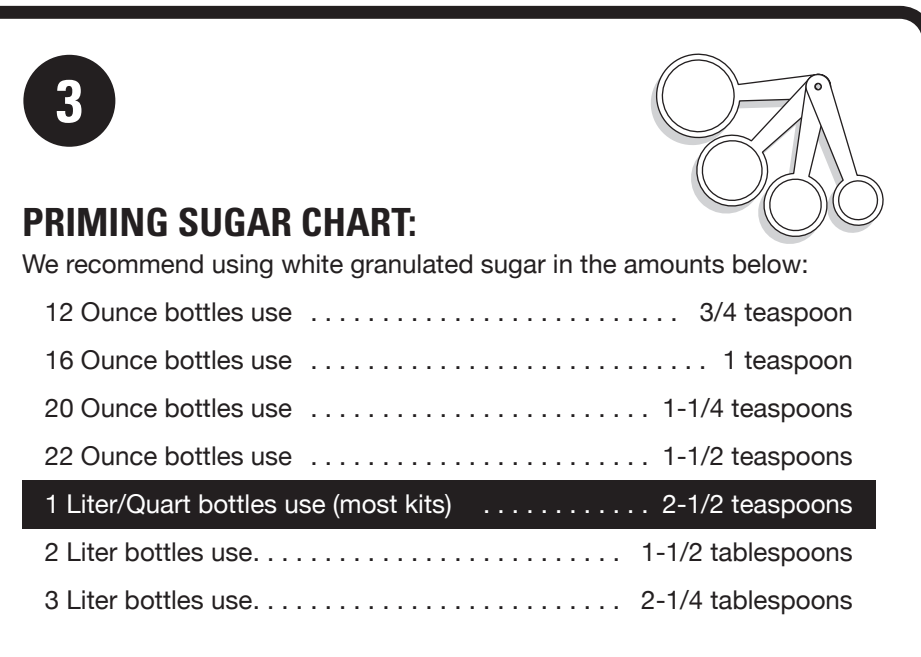 3
PRIMING SUGAR CHART:
We recommend using white granulated sugar in the amounts below:
12 Ounce bottles use . . . . . . . . . . . . . . . . . . . . . . . . . . 3/4 teaspoon
16 Ounce bottles use . . . . . . . . . . . . . . . . . . . . . . . . . . . . 1 teaspoon
20 Ounce bottles use . . . . . . . . . . . . . . . . . . . . . . . . 1-1/4 teaspoons
22 Ounce bottles use . . . . . . . . . . . . . . . . . . . . . . . . 1-1/2 teaspoons
1 Liter/Quart bottles use (most kits) . . . . . . . . . . . . 2-1/2 teaspoons
2 Liter bottles use. . . . . . . . . . . . . . . . . . . . . . . . . . 1-1/2 tablespoons
3 Liter bottles use. . . . . . . . . . . . . . . . . . . . . . . . . . 2-1/4 tablespoons